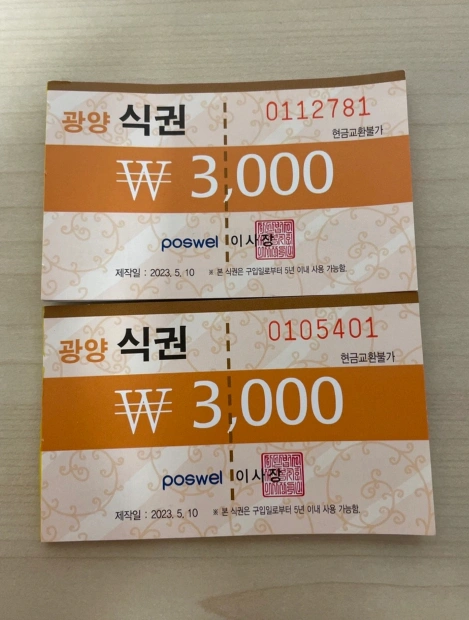 광양 식권 0112781
현금교환불가
₩ 3,000
poswel 이사장
제작일 : 2023. 5. 10 ※ 본 식권은 구입일로부터 5년 이내 사용 가능함.
광양 식권 0105401
현금교환불가
₩ 3,000
poswel 이사장
제작일 : 2023. 5. 10 ※ 본 식권은 구입일로부터 5년 이내 사용 가능함.